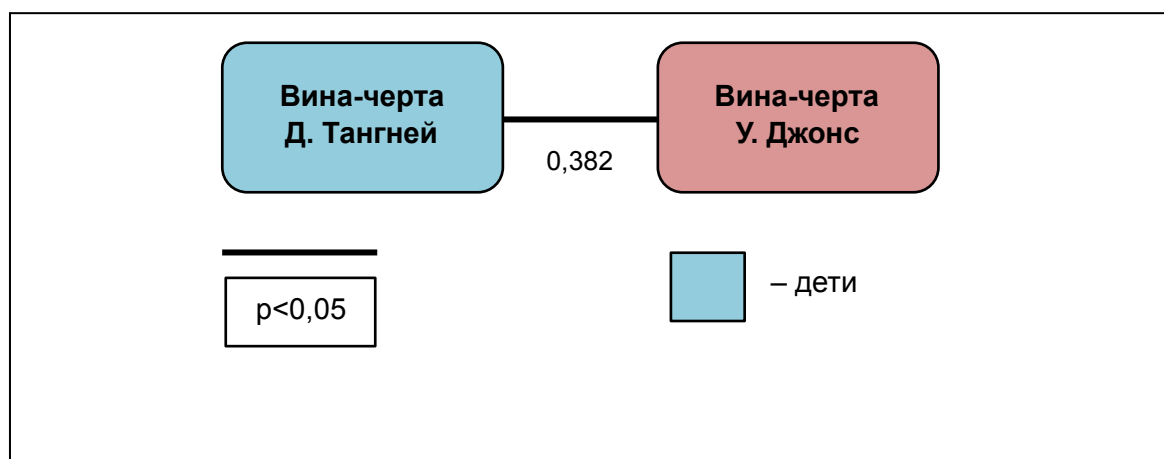 Вина-черта
Д. Тангней
Вина-черта
У. Джонс
0,382
p<0,05
– дети